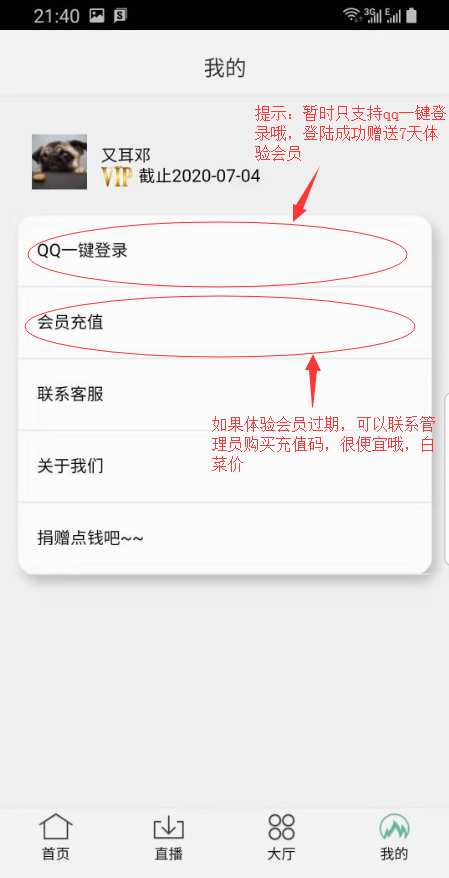 21:40
3G
E
我的
提示：暂时只支持qq一键登
录哦，登陆成功赠送7天体
验会员
又耳邓
VIP 截止2020-07-04
QQ一键登录
会员充值
联系客服
如果体验会员过期，可以联系管
理员购买充值码，很便宜哦，白
菜价
关于我们
捐赠点钱吧~~
首页
直播
大厅
我的